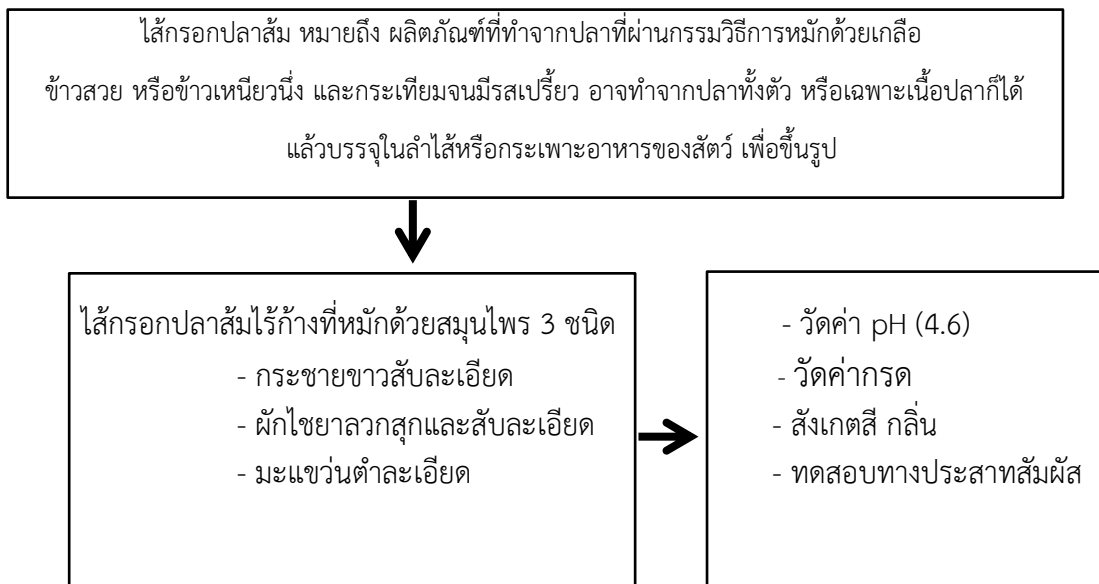 ไส้กรอกปลาส้ม หมายถึง ผลิตภัณฑ์ที่ทำจากปลาที่ผ่านกรรมวิธีการหมักด้วยเกลือ
ข้าวสวย หรือข้าวเหนียวนึ่ง และกระเทียมจนมีรสเปรี้ยว อาจทำจากปลาทั้งตัว หรือเฉพาะเนื้อปลาก็ได้
แล้วบรรจุในลำไส้หรือกระเพาะอาหารของสัตว์ เพื่อขึ้นรูป
ไส้กรอกปลาส้มไร้ก้างที่หมักด้วยสมุนไพร 3 ชนิด
- กระชายขาวสับละเอียด
- ผักไชยาลวกสุกและสับละเอียด
- มะแขว่นตำละเอียด
- วัดค่า pH (4.6)
- วัดค่ากรด
- สังเกตสี กลิ่น
- ทดสอบทางประสาทสัมผัส